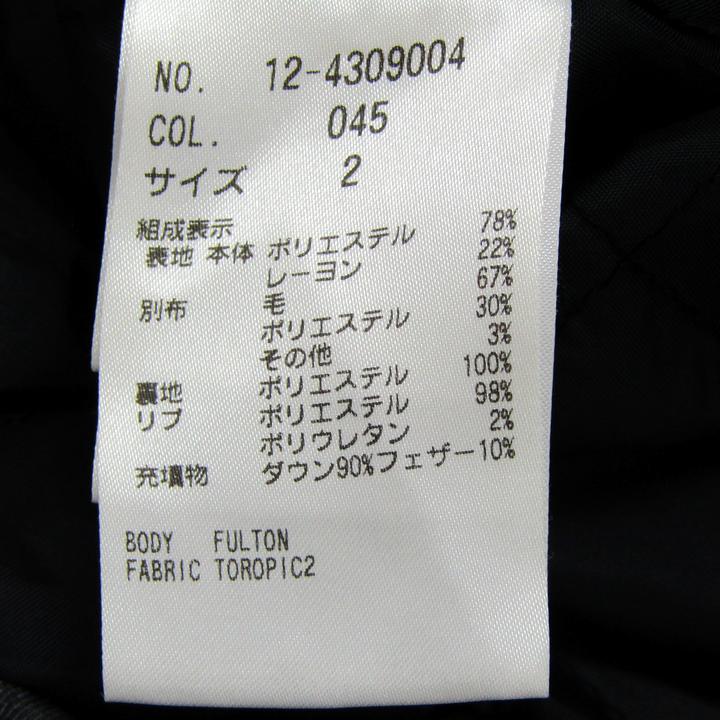 NO. 12-4309004
COL. 045
サイズ 2
組成表示
表地 本体 ポリエステル 78%
レーヨン 22%
別布 毛 67%
ポリエステル 30%
その他 3%
裏地 ポリエステル 100%
リブ ポリエステル 98%
ポリウレタン 2%
充填物 ダウン90%フェザー10%
BODY FULTON
FABRIC TOROPIC2